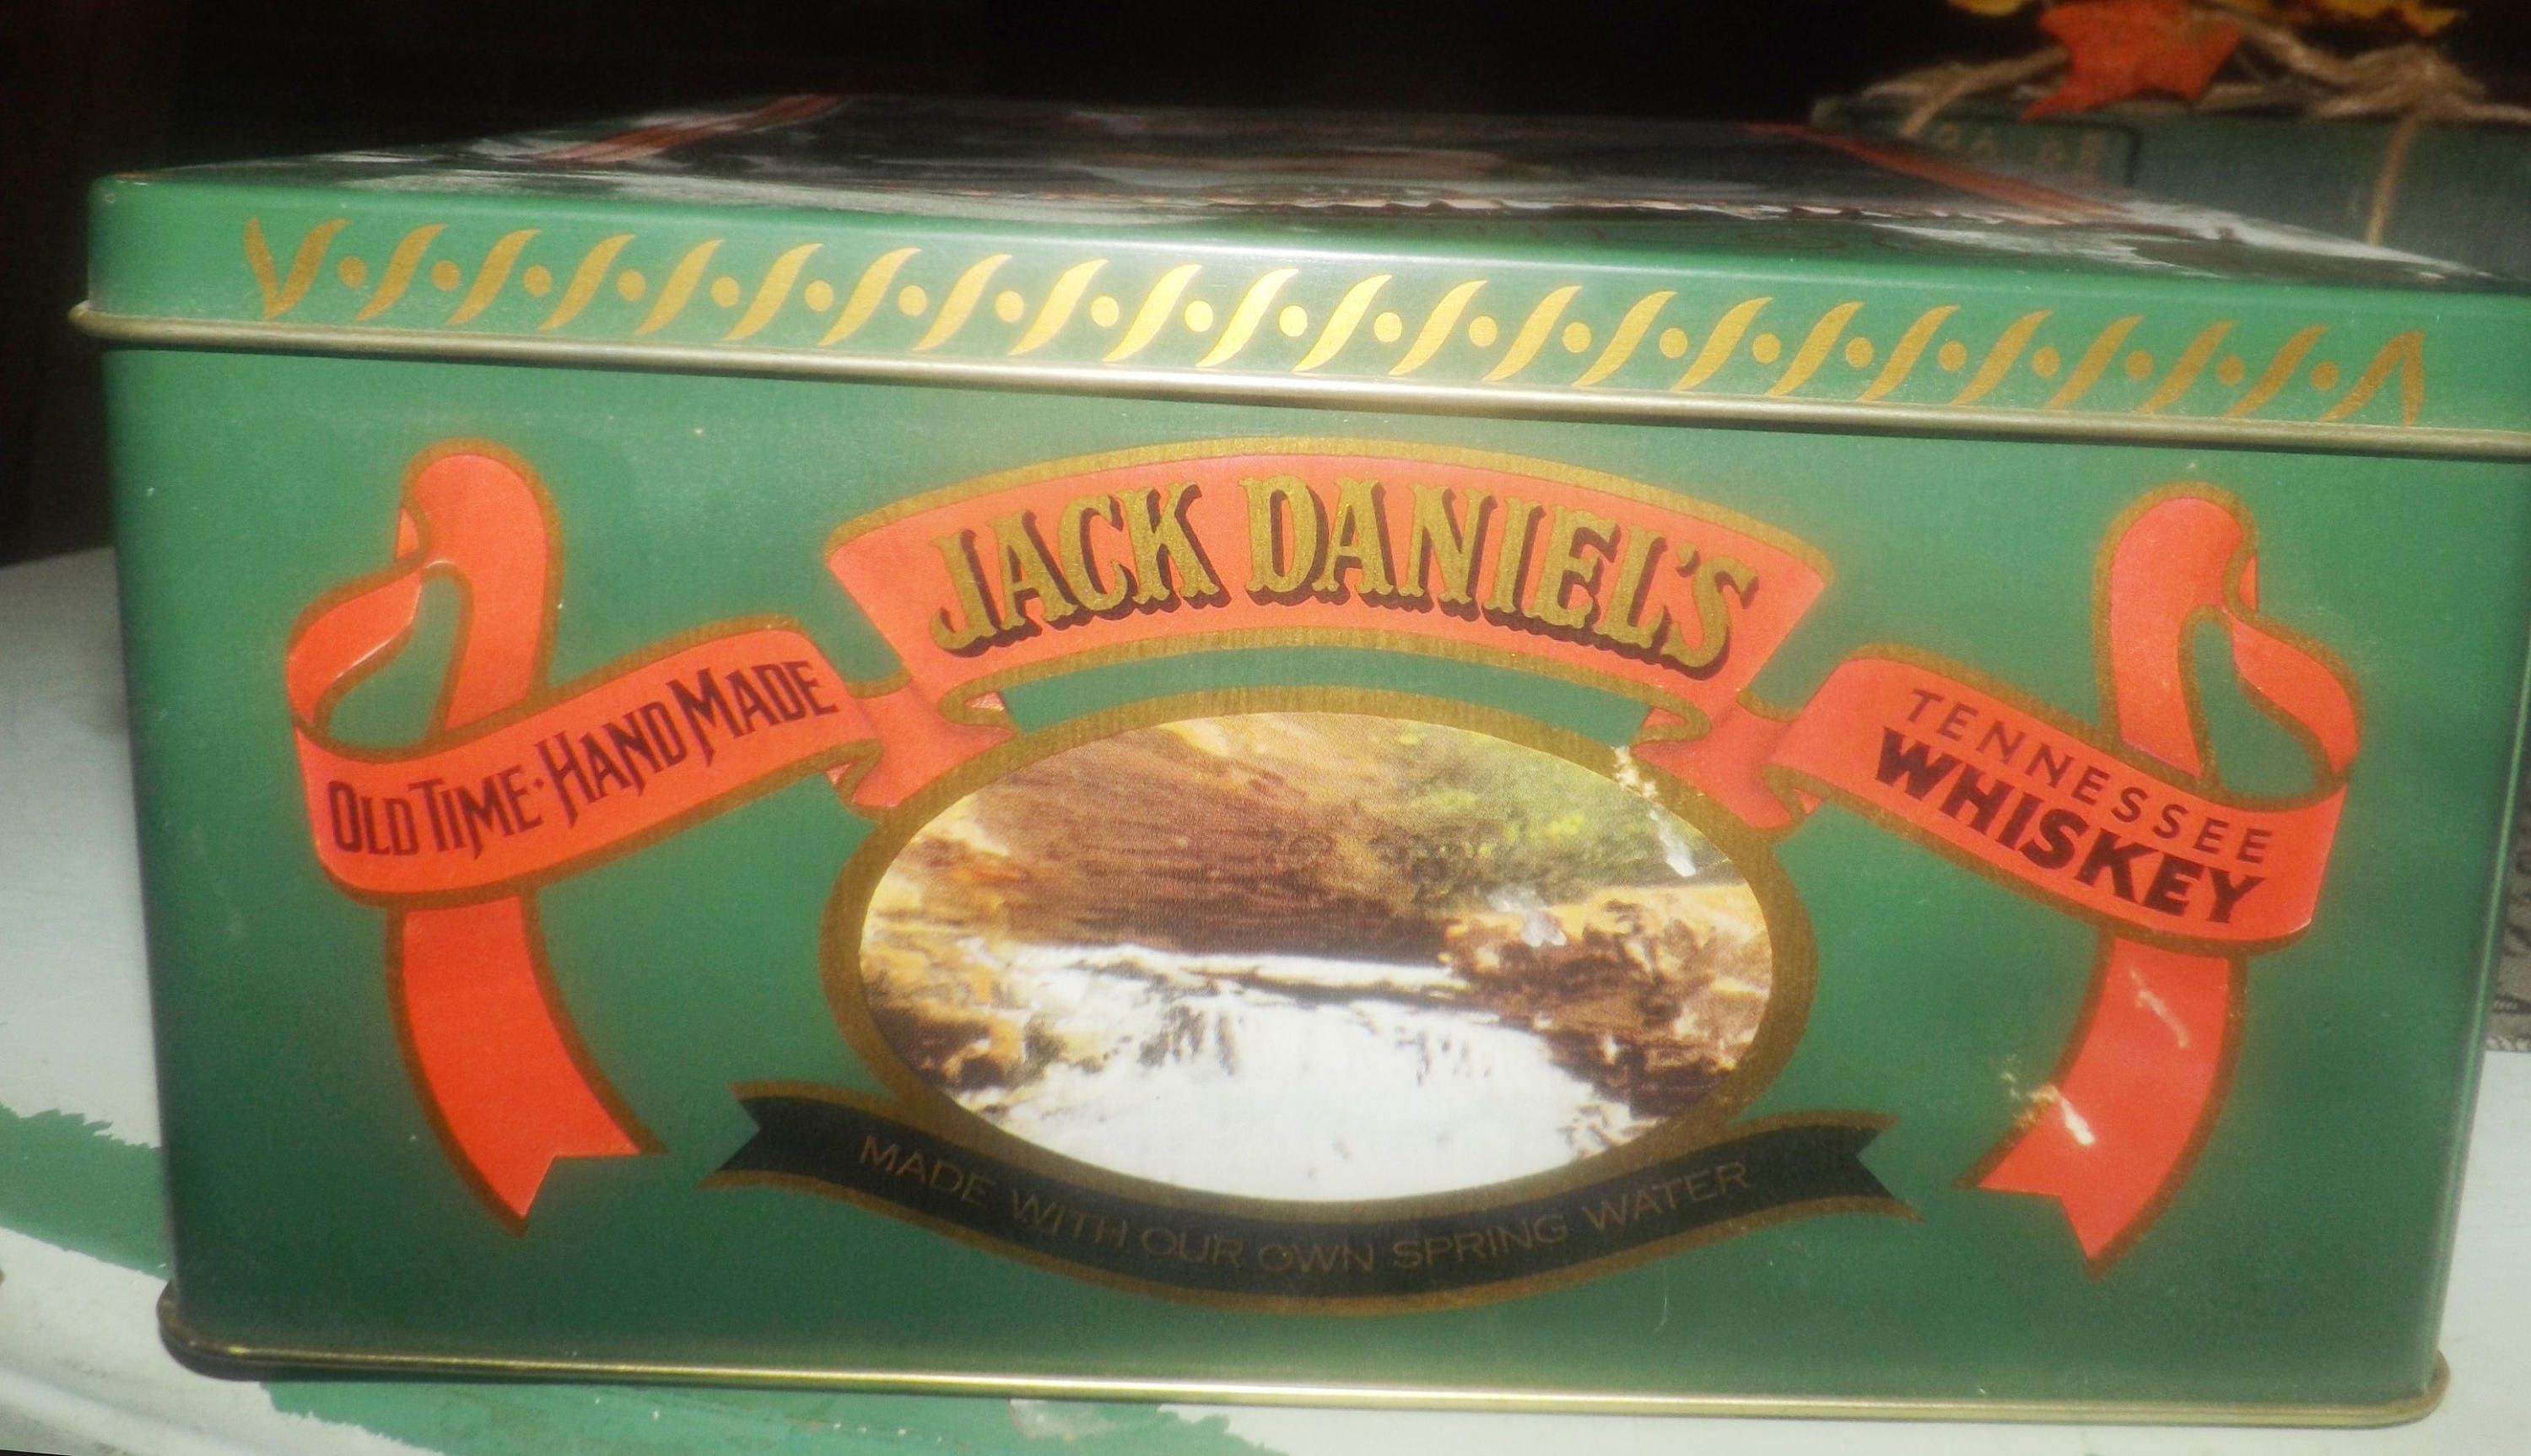 JACK DANIEL'S
OLD TIME · HAND MADE
TENNESSEE
WHISKEY
MADE WITH OUR OWN SPRING WATER